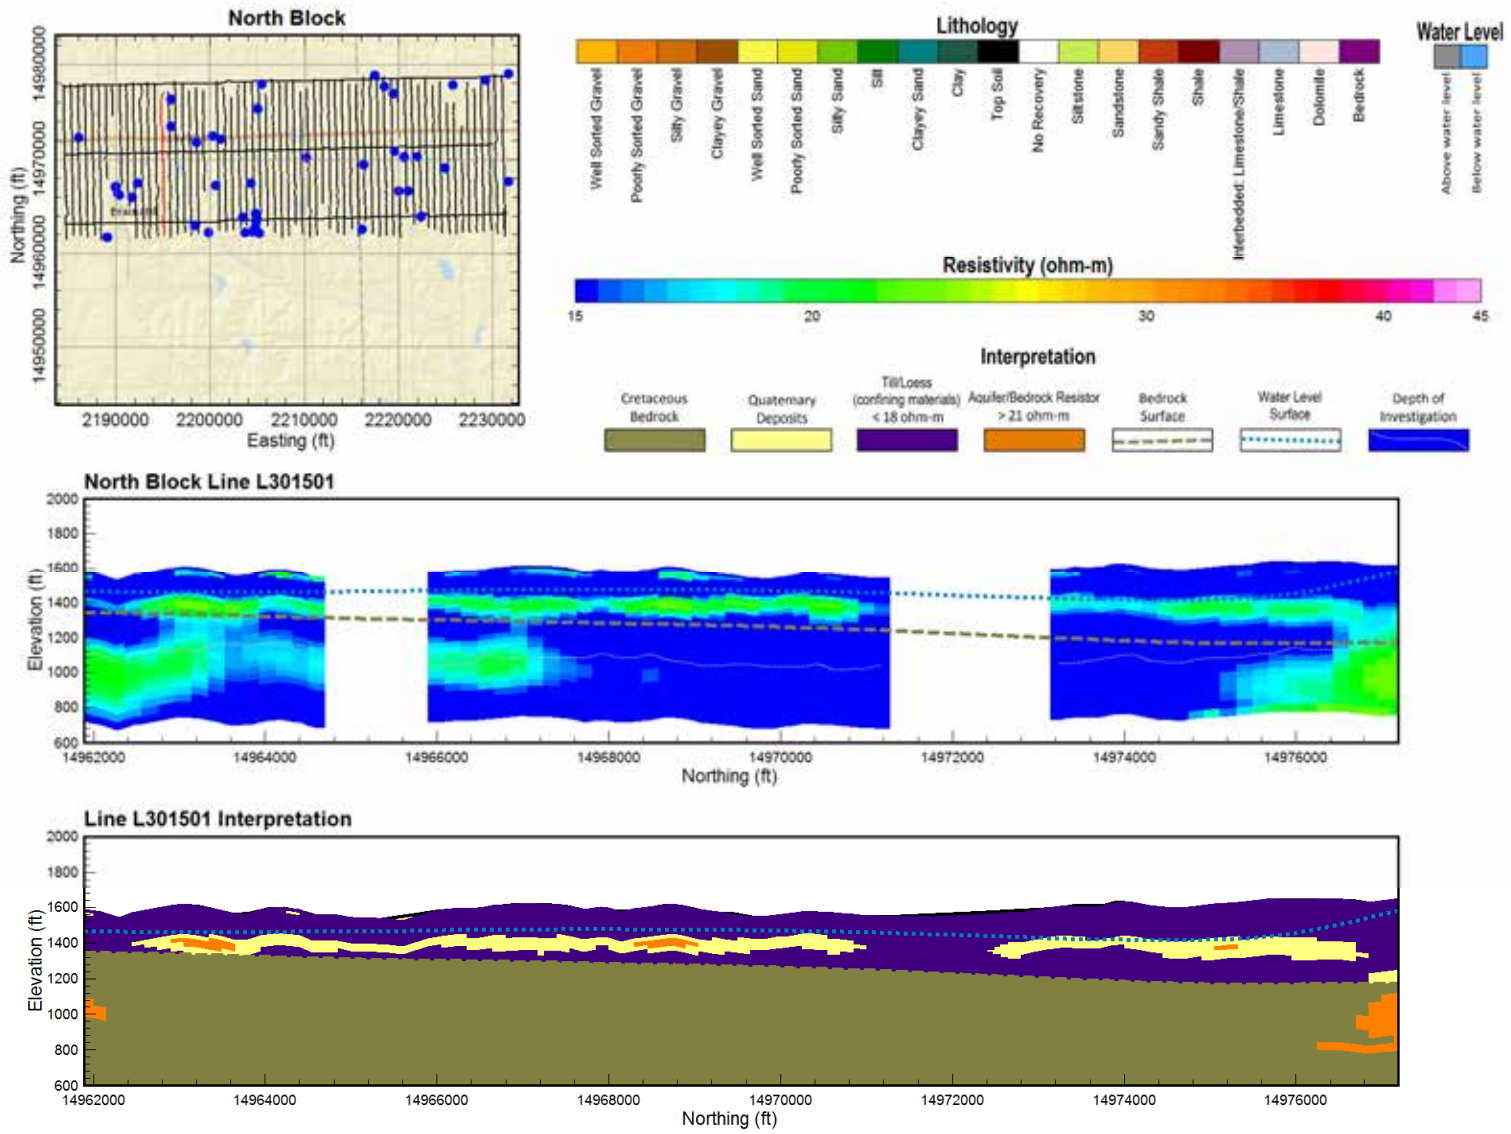 North Block
14980000
14970000
14960000
14950000
Northing (ft)
Brainard
2190000 2200000 2210000 2220000 2230000
Easting (ft)
Lithology
Well Sorted Gravel
Poorly Sorted Gravel
Silty Gravel
Clayey Gravel
Well Sorted Sand
Poorly Sorted Sand
Silty Sand
Silt
Clayey Sand
Clay
Top Soil
No Recovery
Siltstone
Sandstone
Sandy Shale
Shale
Interbedded: Limestone/Shale
Limestone
Dolomite
Bedrock
Water Level
Above water level
Below water level
Resistivity (ohm-m)
15 20 30 40 45
Interpretation
Cretaceous
Bedrock
Quaternary
Deposits
Till/Loess
(confining materials)
< 18 ohm-m
Aquifer/Bedrock Resistor
> 21 ohm-m
Bedrock
Surface
Water Level
Surface
Depth of
Investigation
North Block Line L301501
2000
1800
1600
1400
1200
1000
800
600
Elevation (ft)
14962000 14964000 14966000 14968000 14970000 14972000 14974000 14976000
Northing (ft)
Line L301501 Interpretation
2000
1800
1600
1400
1200
1000
800
600
Elevation (ft)
14962000 14964000 14966000 14968000 14970000 14972000 14974000 14976000
Northing (ft)